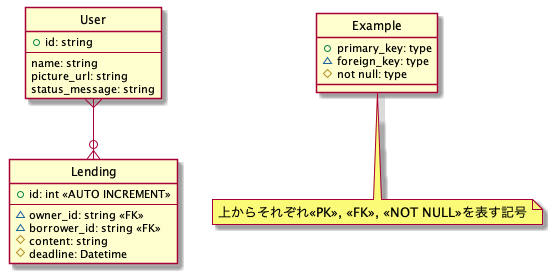 User
id: string
name: string
picture_url: string
status_message: string
Lending
id: int «AUTO INCREMENT»
owner_id: string «FK»
borrower_id: string «FK»
content: string
deadline: Datetime
Example
primary_key: type
foreign_key: type
not null: type
上からそれぞれ«PK», «FK», «NOT NULL»を表す記号